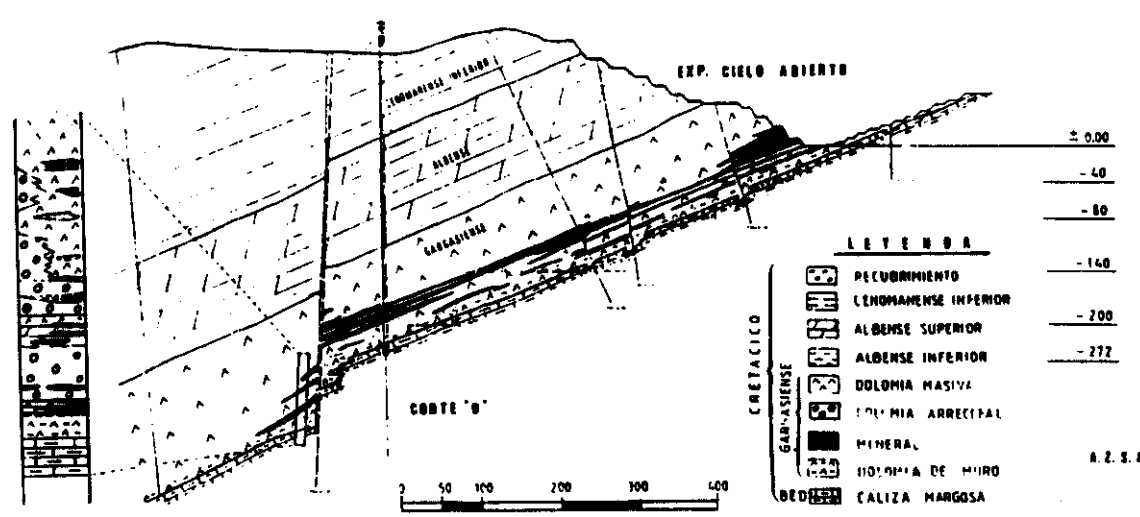 EXP. CIELO ABIERTO
CENOMANENSE INFERIOR
ALBENSE
GARGASIENSE
± 0.00
- 40
- 80
- 140
- 200
- 272
CORTE "D"
0 50 100 200 300 400
LEYENDA
RECUBRIMIENTO
CENOMANENSE INFERIOR
ALBENSE SUPERIOR
ALBENSE INFERIOR
DOLOMIA MASIVA
DOLOMIA ARRECIFAL
MINERAL
DOLOMIA DE MURO
CALIZA MARGOSA
CRETACICO
GARGASIENSE
BED
A. Z. S. A